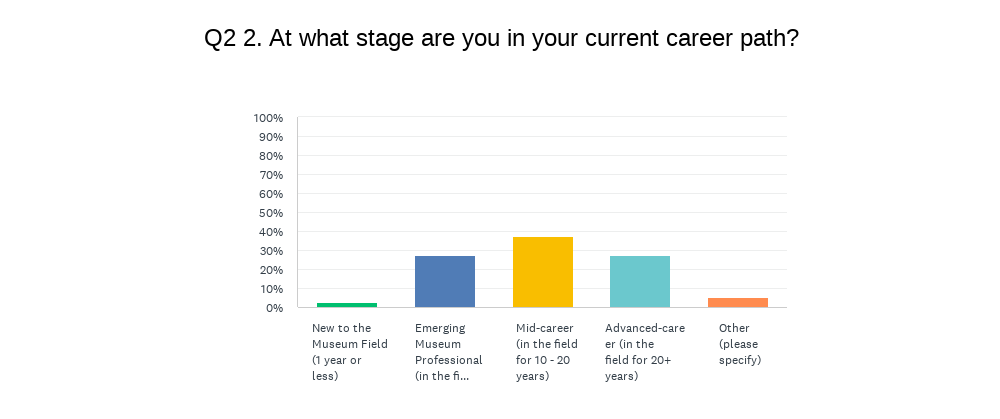 Q2 2. At what stage are you in your current career path?
100%
90%
80%
70%
60%
50%
40%
30%
20%
10%
0%
New to the
Museum Field
(1 year or
less)
Emerging
Museum
Professional
(in the fi...
Mid-career
(in the field
for 10 - 20
years)
Advanced-care
er (in the
field for 20+
years)
Other
(please
specify)